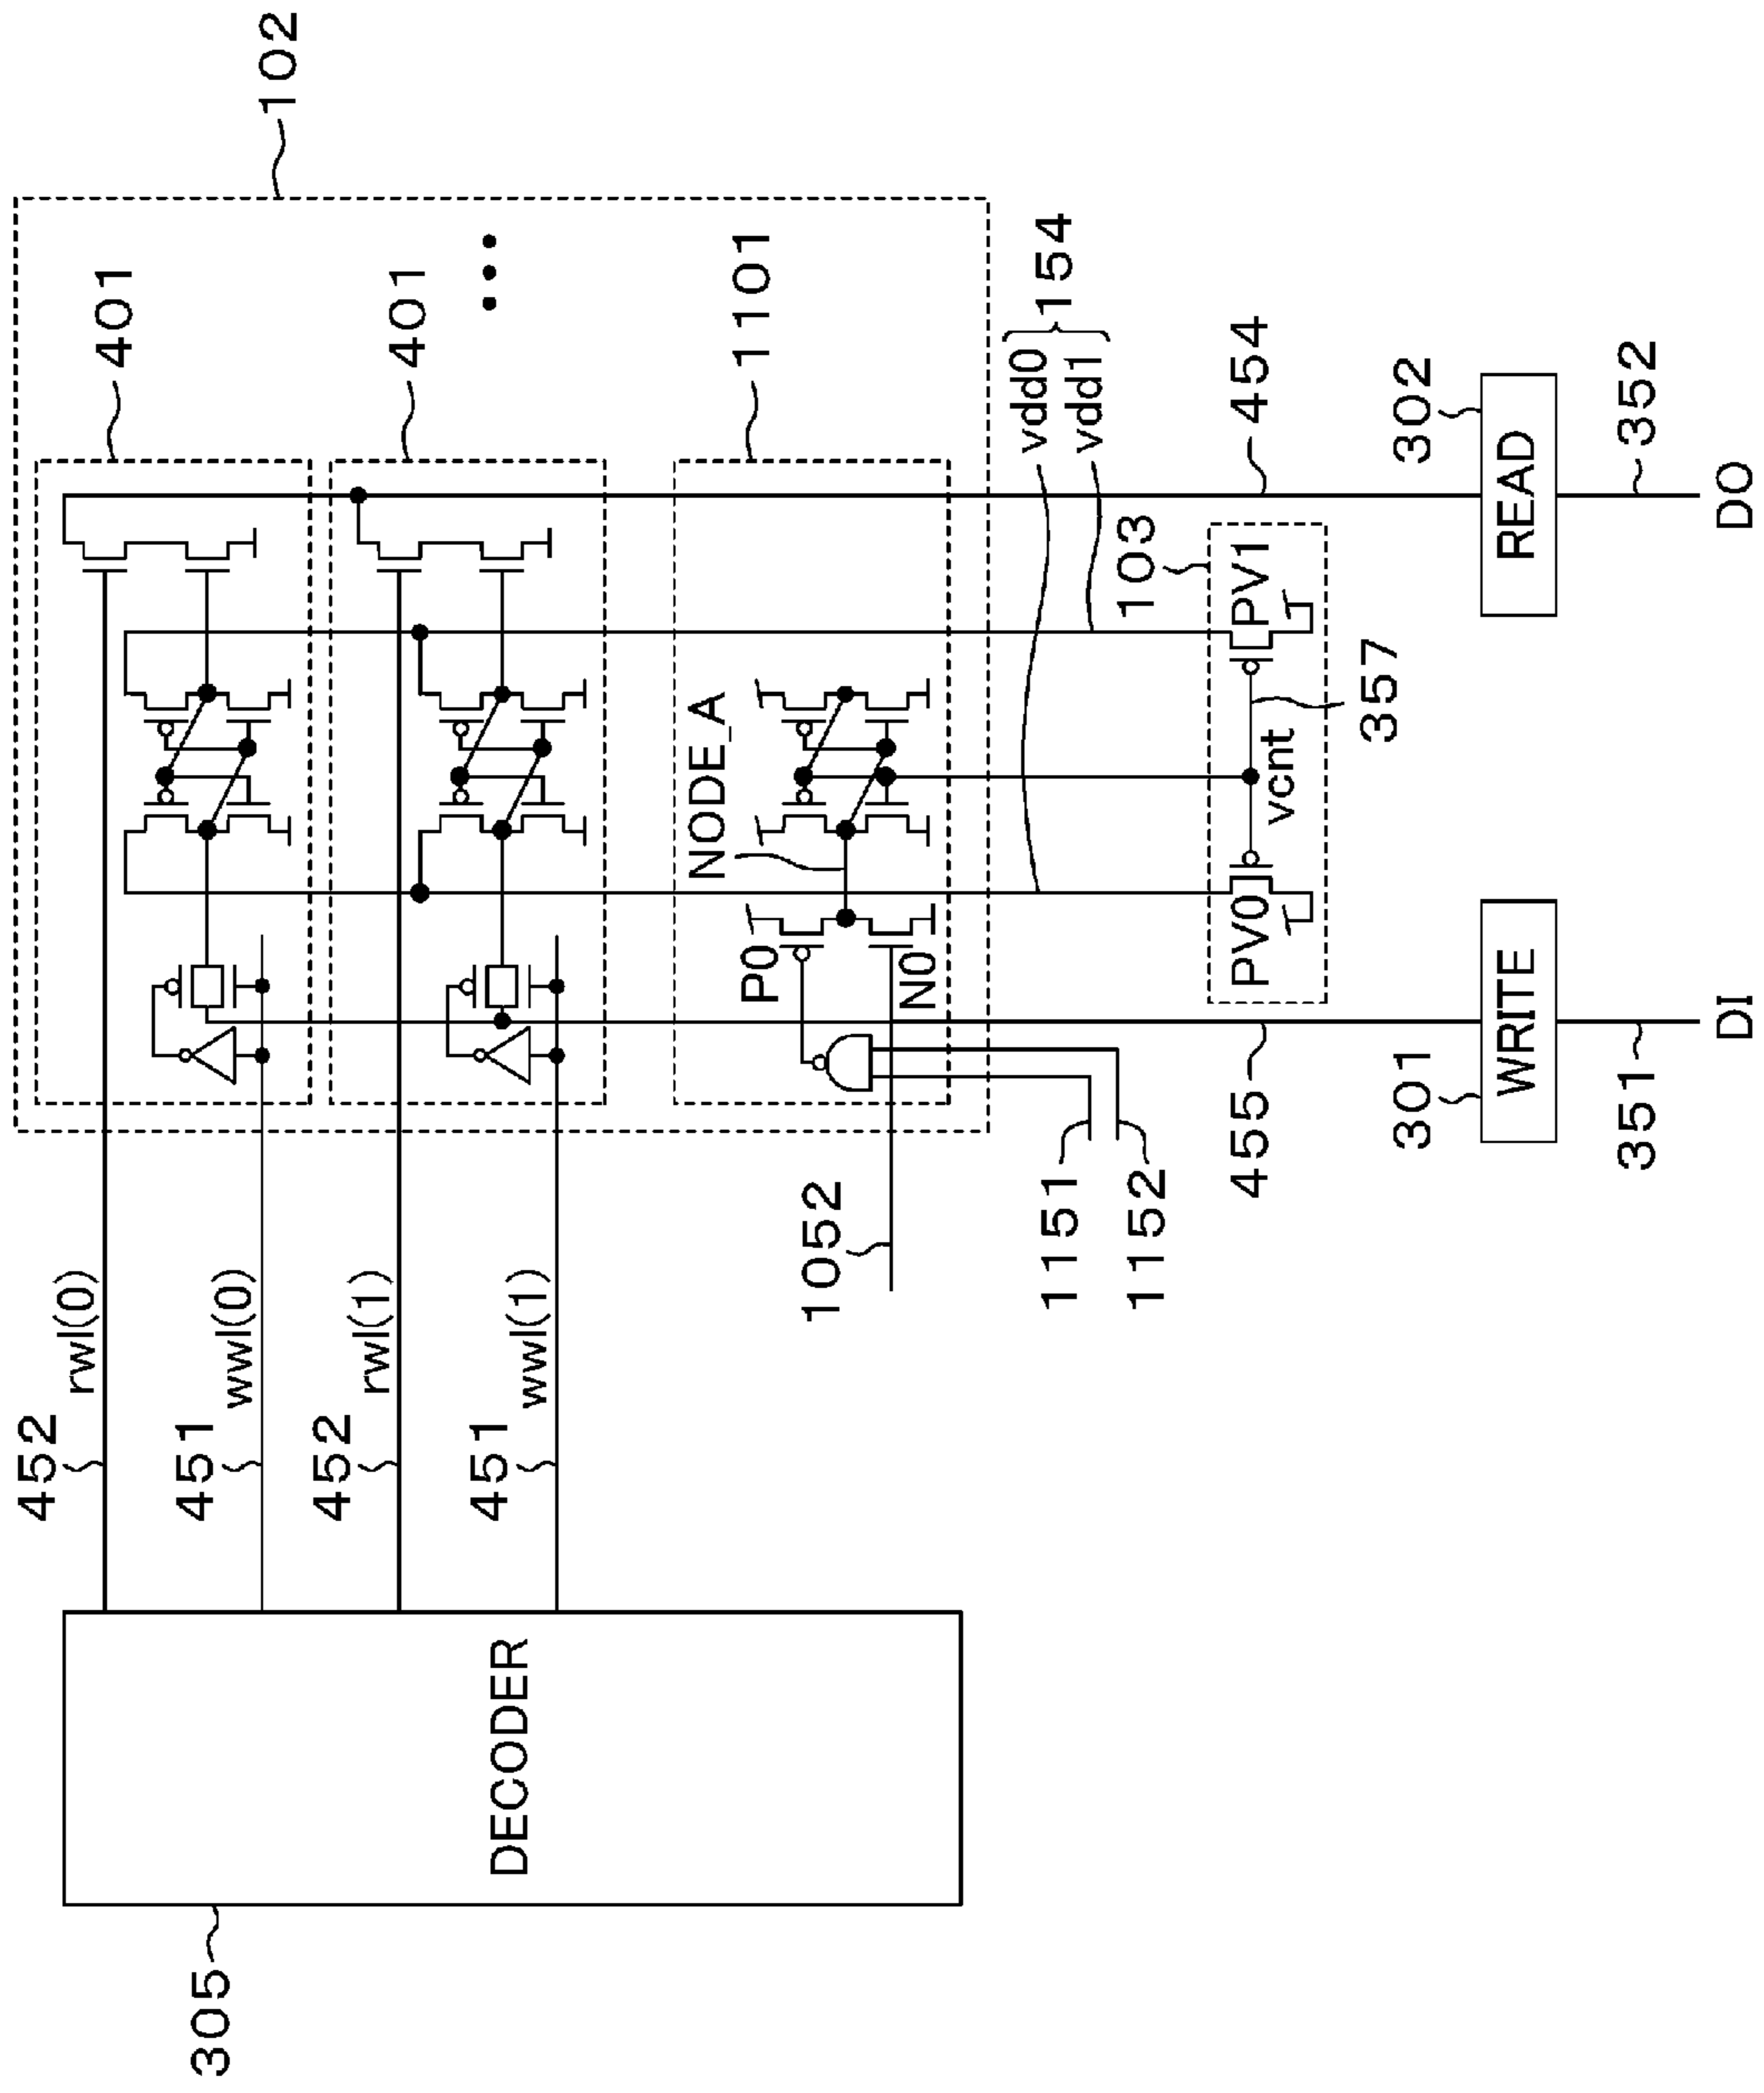 102
401
401
1101
vdd0
vdd1
154
454
302
READ
352
DO
103
PV1
357
vcnt
PV0
NODE_A
P0
N0
455
301
WRITE
351
DI
1052
1151
1152
452
rwl(0)
451
wwl(0)
452
rwl(1)
451
wwl(1)
DECODER
305